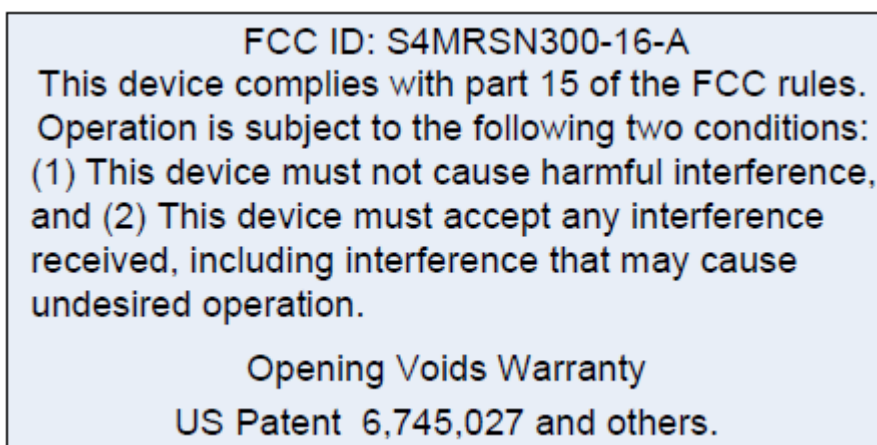 FCC ID: S4MRSN300-16-A
This device complies with part 15 of the FCC rules.
Operation is subject to the following two conditions:
(1) This device must not cause harmful interference,
and (2) This device must accept any interference
received, including interference that may cause
undesired operation.
Opening Voids Warranty
US Patent 6,745,027 and others.